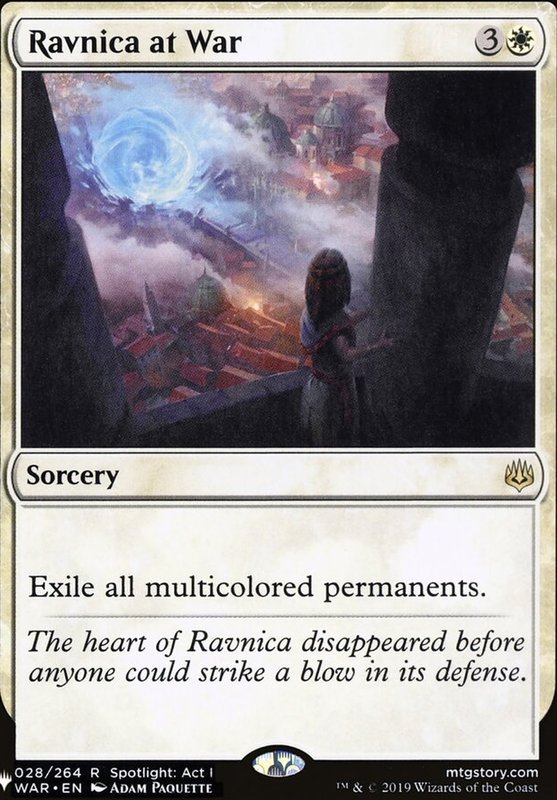 Ravnica at War 3
Sorcery
Exile all multicolored permanents.
The heart of Ravnica disappeared before
anyone could strike a blow in its defense.
028/264 R Spotlight: Act I
WAR • EN Adam Paquette
mtgstory.com
™ & © 2019 Wizards of the Coast